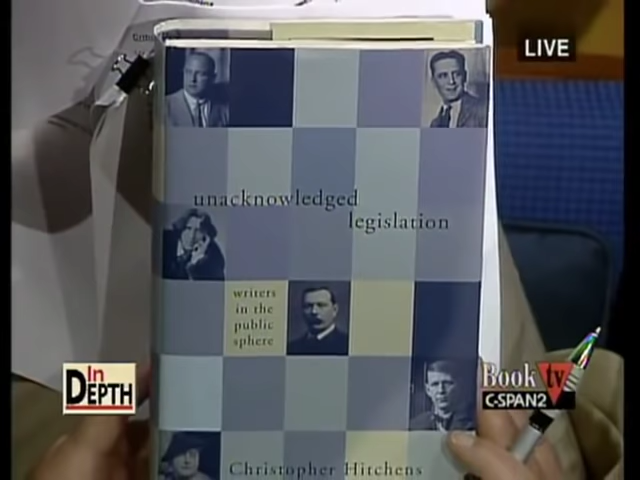 LIVE
unacknowledged
legislation
writers
in the
public
sphere
In
DEPTH
Book tv
C-SPAN2
Christopher Hitchens